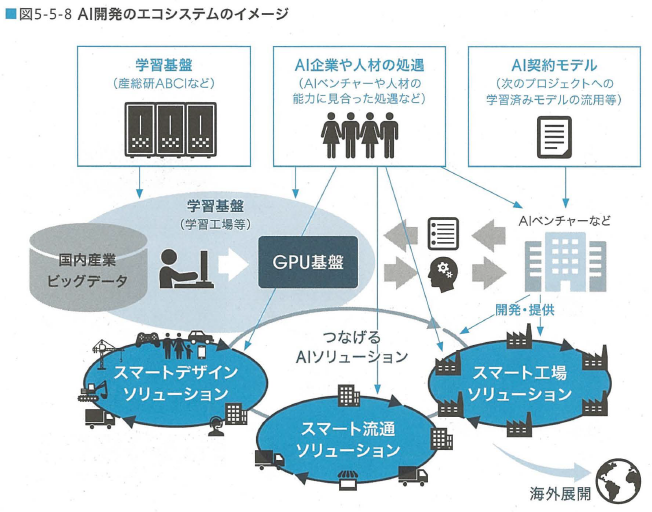 ■図5-5-8 AI開発のエコシステムのイメージ
学習基盤
(産総研ABCIなど)
AI企業や人材の処遇
(AIベンチャーや人材の
能力に見合った処遇など)
AI契約モデル
(次のプロジェクトへの
学習済みモデルの流用等)
学習基盤
(学習工場等)
国内産業
ビッグデータ
GPU基盤
AIベンチャーなど
開発・提供
つなげる
AIソリューション
スマートデザイン
ソリューション
スマート流通
ソリューション
スマート工場
ソリューション
海外展開